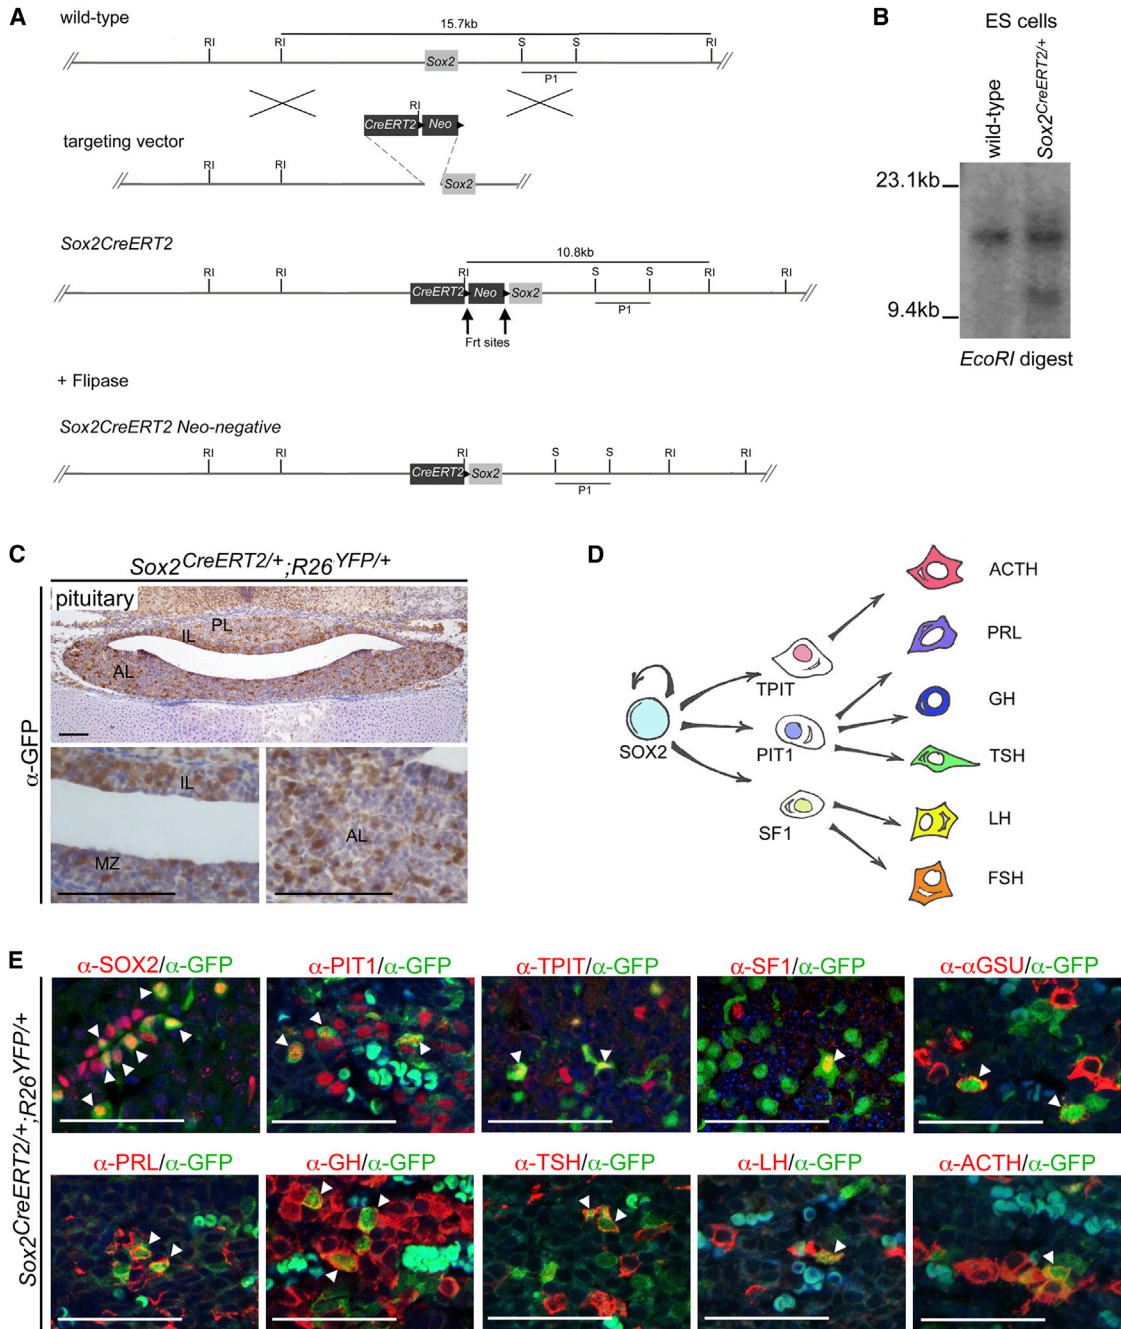 A
wild-type
15.7kb
RI RI S S RI
Sox2
P1
RI
CreERT2 Neo
targeting vector
RI RI
Sox2
Sox2CreERT2
10.8kb
RI RI RI S S RI RI
CreERT2 Neo Sox2
P1
Frt sites
+ Flipase
Sox2CreERT2 Neo-negative
RI RI RI S S RI RI
CreERT2 Sox2
P1
B
ES cells
wild-type
Sox2CreERT2/+
23.1kb
9.4kb
EcoRI digest
C
Sox2CreERT2/+;R26YFP/+
α-GFP
pituitary
PL
IL
AL
IL
MZ
AL
D
SOX2
TPIT
PIT1
SF1
ACTH
PRL
GH
TSH
LH
FSH
E
Sox2CreERT2/+;R26YFP/+
α-SOX2/α-GFP
α-PIT1/α-GFP
α-TPIT/α-GFP
α-SF1/α-GFP
α-αGSU/α-GFP
α-PRL/α-GFP
α-GH/α-GFP
α-TSH/α-GFP
α-LH/α-GFP
α-ACTH/α-GFP